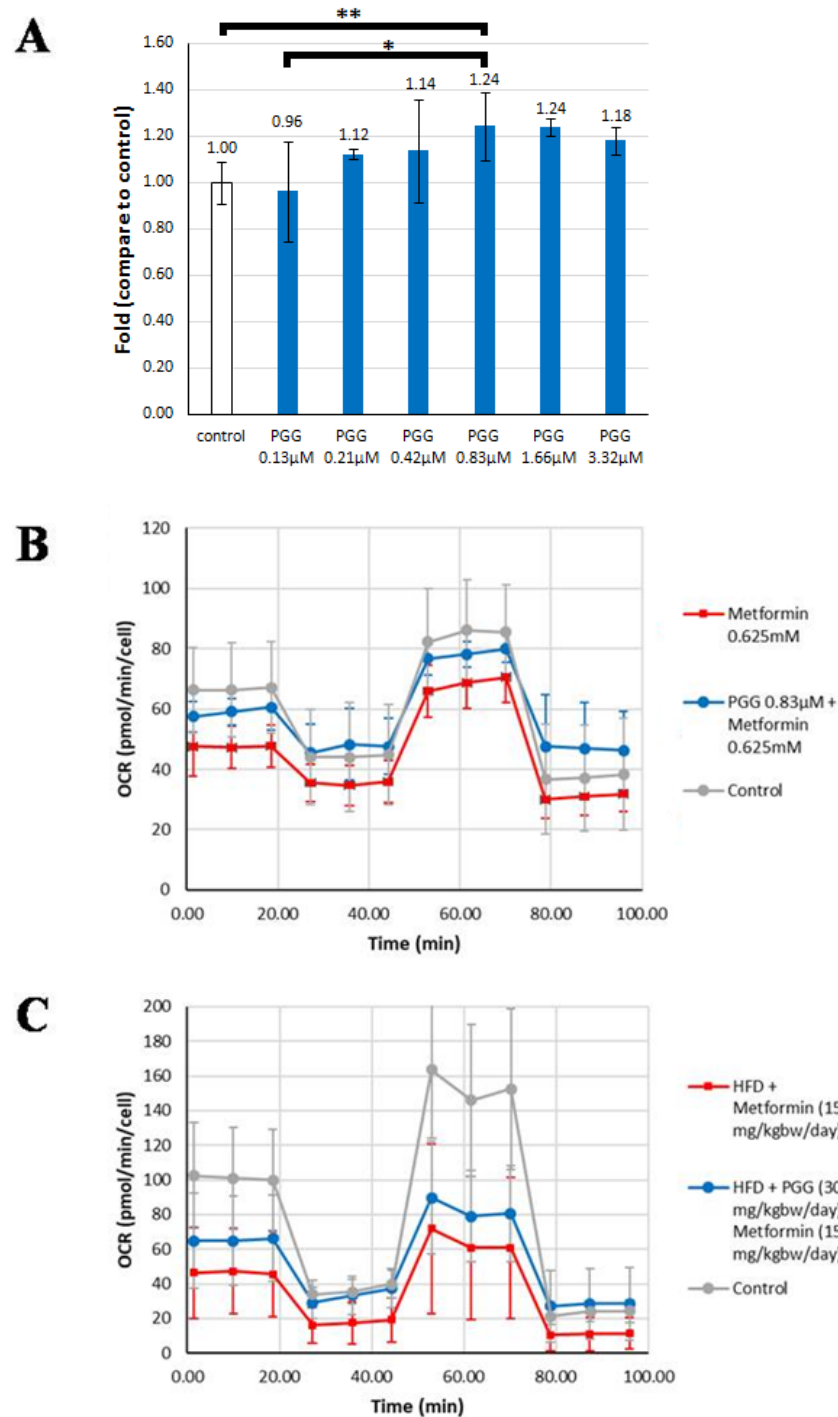 A
**
*
1.60
1.40
1.20
1.00
0.80
0.60
0.40
0.20
0.00
Fold (compare to control)
1.00
0.96
1.12
1.14
1.24
1.24
1.18
control
PGG
0.13µM
PGG
0.21µM
PGG
0.42µM
PGG
0.83µM
PGG
1.66µM
PGG
3.32µM
B
120
100
80
60
40
20
0
OCR (pmol/min/cell)
0.00 20.00 40.00 60.00 80.00 100.00
Time (min)
Metformin
0.625mM
PGG 0.83µM +
Metformin
0.625mM
Control
C
200
180
160
140
120
100
80
60
40
20
0
OCR (pmol/min/cell)
0.00 20.00 40.00 60.00 80.00 100.00
Time (min)
HFD +
Metformin (15
mg/kgbw/day
HFD + PGG (30
mg/kgbw/day
Metformin (15
mg/kgbw/day
Control